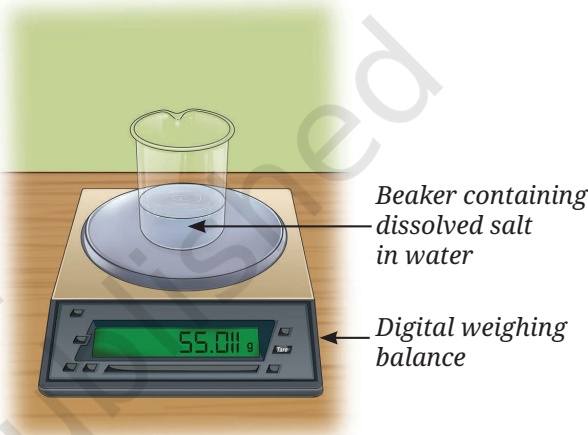 Beaker containing
dissolved salt
in water
55.011 g
Tare
Digital weighing
balance